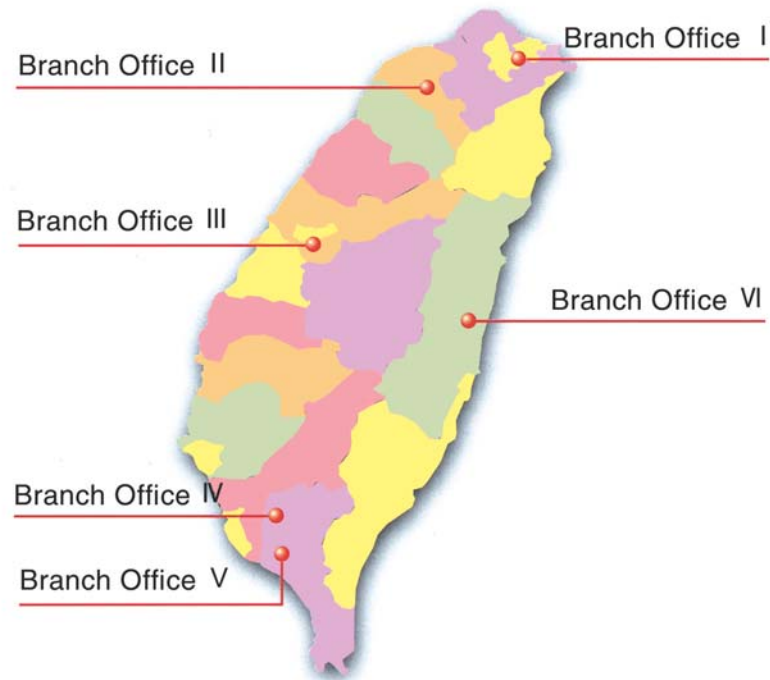 Branch Office I
Branch Office II
Branch Office III
Branch Office VI
Branch Office IV
Branch Office V